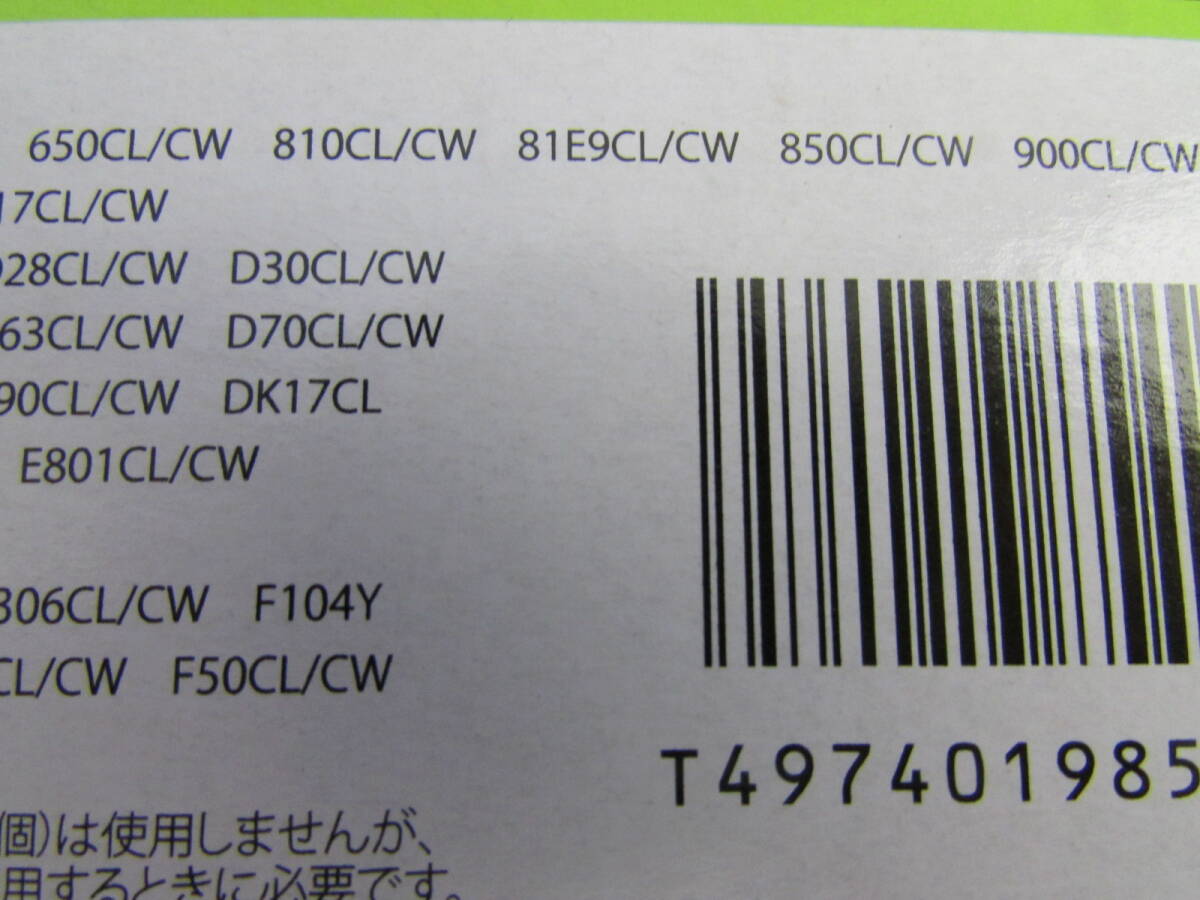 650CL/CW 810CL/CW 81E9CL/CW 850CL/CW 900CL/CW
17CL/CW
28CL/CW D30CL/CW
63CL/CW D70CL/CW
90CL/CW DK17CL
E801CL/CW
306CL/CW F104Y
CL/CW F50CL/CW
T497401985
個)は使用しませんが、
用するときに必要です。